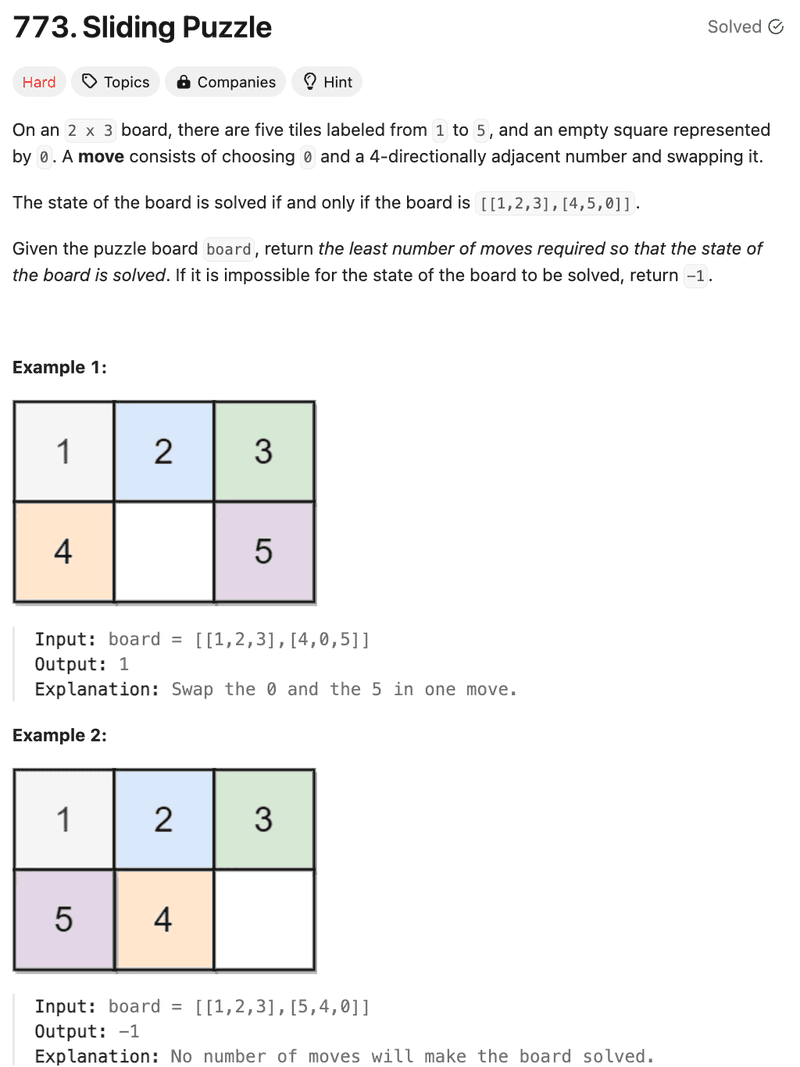 773. Sliding Puzzle
Solved
Hard Topics Companies Hint
On an 2 x 3 board, there are five tiles labeled from 1 to 5, and an empty square represented
by 0. A move consists of choosing 0 and a 4-directionally adjacent number and swapping it.
The state of the board is solved if and only if the board is [[1,2,3],[4,5,0]].
Given the puzzle board board, return the least number of moves required so that the state of
the board is solved. If it is impossible for the state of the board to be solved, return -1.
Example 1:
1 2 3
4 5
Input: board = [[1,2,3],[4,0,5]]
Output: 1
Explanation: Swap the 0 and the 5 in one move.
Example 2:
1 2 3
5 4
Input: board = [[1,2,3],[5,4,0]]
Output: -1
Explanation: No number of moves will make the board solved.